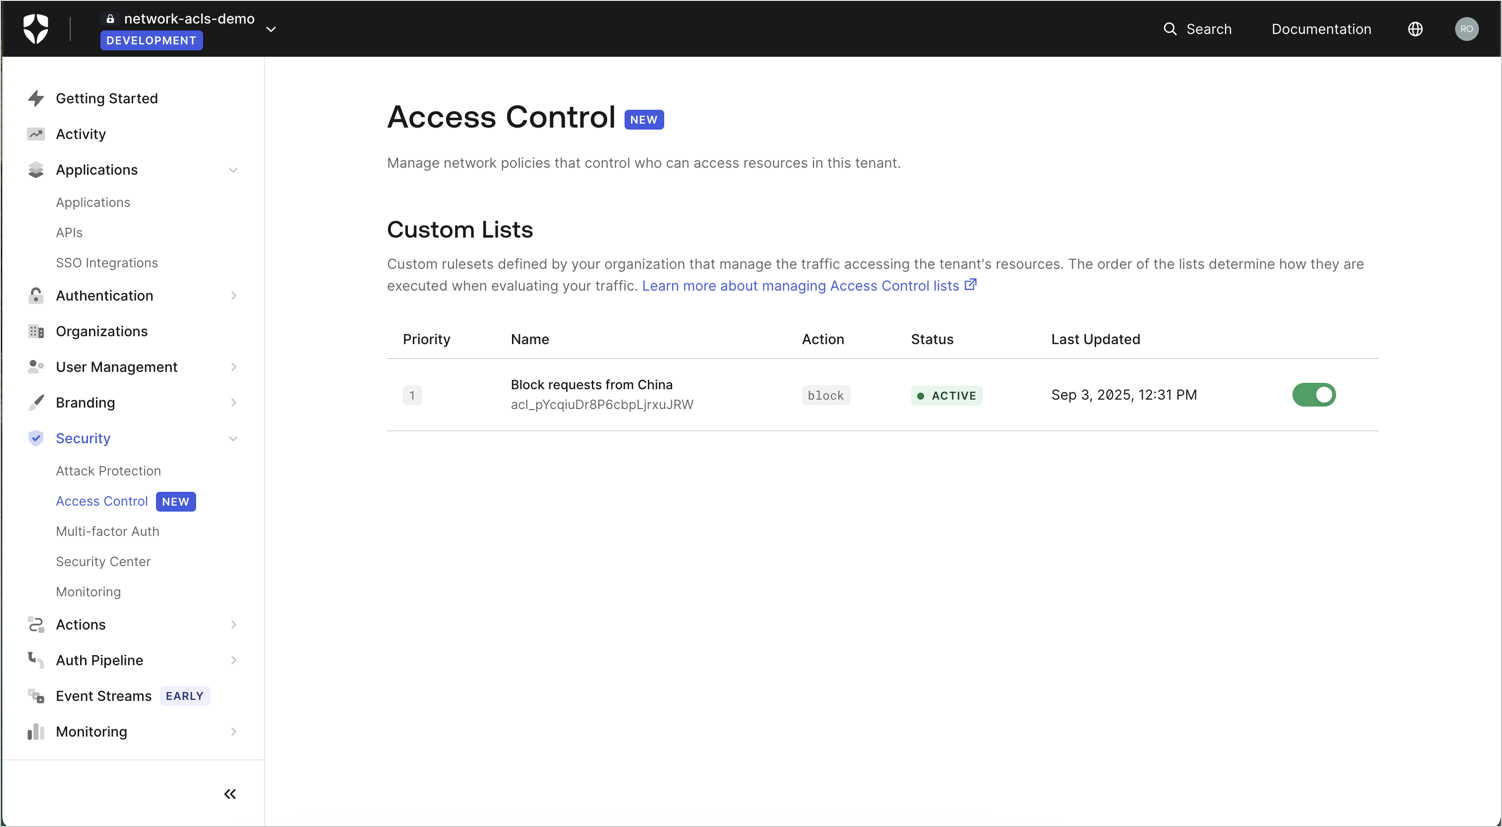 network-acls-demo
DEVELOPMENT
Search
Documentation
RO
Getting Started
Activity
Applications
Applications
APIs
SSO Integrations
Authentication
Organizations
User Management
Branding
Security
Attack Protection
Access Control NEW
Multi-factor Auth
Security Center
Monitoring
Actions
Auth Pipeline
Event Streams EARLY
Monitoring
Access Control NEW
Manage network policies that control who can access resources in this tenant.
Custom Lists
Custom rulesets defined by your organization that manage the traffic accessing the tenant's resources. The order of the lists determine how they are
executed when evaluating your traffic. Learn more about managing Access Control lists
Priority Name Action Status Last Updated
1 Block requests from China block ACTIVE Sep 3, 2025, 12:31 PM
acl_pYcqiuDr8P6cbpLjrxuJRW